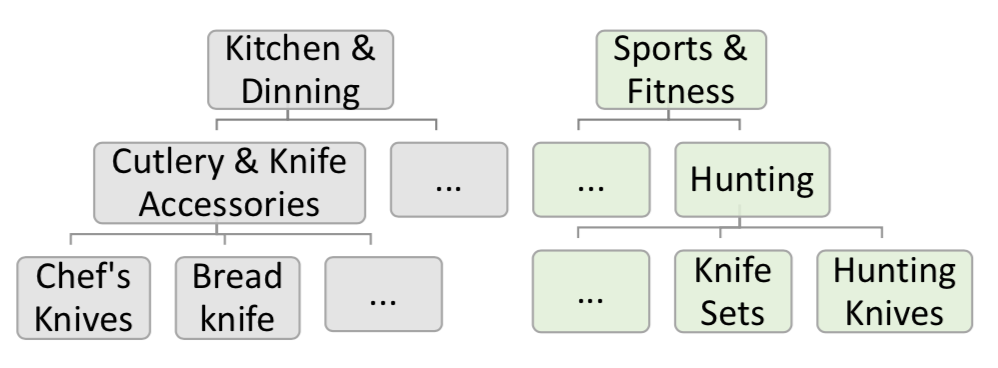 Kitchen &
Dinning
Sports &
Fitness
Cutlery & Knife
Accessories
...
...
Hunting
Chef's
Knives
Bread
knife
...
...
Knife
Sets
Hunting
Knives